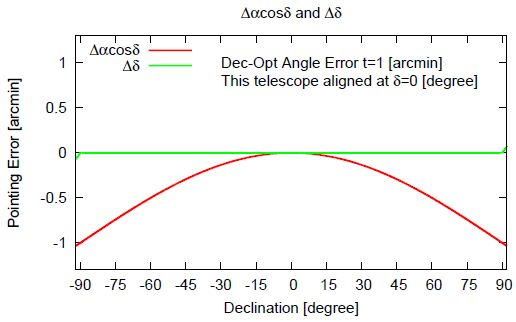 Δαcosδ and Δδ
Δαcosδ
Δδ
Dec-Opt Angle Error t=1 [arcmin]
This telescope aligned at δ=0 [degree]
Pointing Error [arcmin]
1
0.5
0
-0.5
-1
-90 -75 -60 -45 -30 -15 0 15 30 45 60 75 90
Declination [degree]